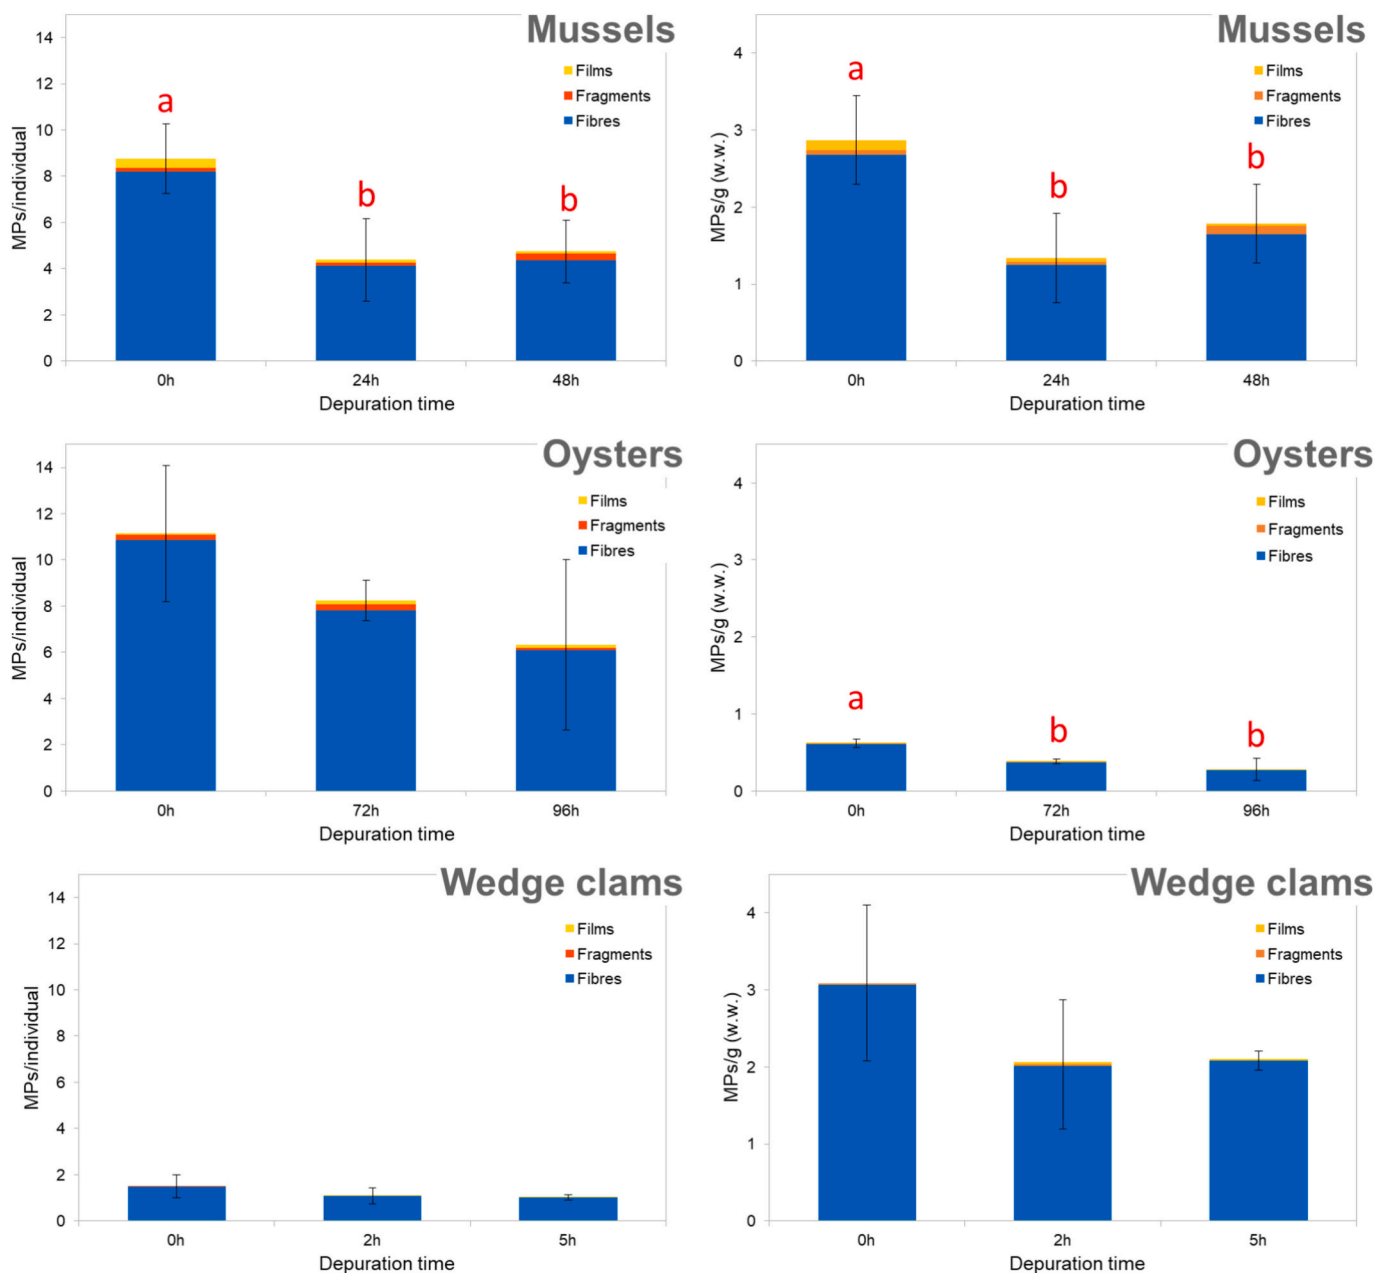 Mussels
14
12
10
8
6
4
2
0
MPs/individual
Films
Fragments
Fibres
a
b
b
0h 24h 48h
Depuration time
Mussels
4
3
2
1
0
MPs/g (w.w.)
Films
Fragments
Fibres
a
b
b
0h 24h 48h
Depuration time
Oysters
14
12
10
8
6
4
2
0
MPs/individual
Films
Fragments
Fibres
0h 72h 96h
Depuration time
Oysters
4
3
2
1
0
MPs/g (w.w.)
Films
Fragments
Fibres
a
b
b
0h 72h 96h
Depuration time
Wedge clams
14
12
10
8
6
4
2
0
MPs/individual
Films
Fragments
Fibres
0h 2h 5h
Depuration time
Wedge clams
4
3
2
1
0
MPs/g (w.w.)
Films
Fragments
Fibres
0h 2h 5h
Depuration time